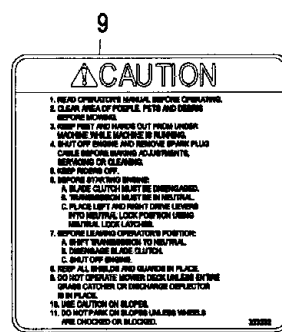 9
CAUTION
1. READ OPERATOR'S MANUAL BEFORE OPERATING.
2. CLEAR AREA OF PEOPLE, PETS AND DEBRIS
BEFORE MOWING.
3. KEEP FEET AND HANDS OUT FROM UNDER
MACHINE WHILE MACHINE IS RUNNING.
4. SHUT OFF ENGINE AND REMOVE SPARK PLUG
CABLE BEFORE MAKING ADJUSTMENTS,
SERVICING OR CLEANING.
5. KEEP RIDERS OFF.
6. BEFORE STARTING ENGINE:
A. BLADE CLUTCH MUST BE DISENGAGED.
B. TRANSMISSION MUST BE IN NEUTRAL.
C. PLACE LEFT AND RIGHT DRIVE LEVERS
INTO NEUTRAL LOCK POSITION USING
NEUTRAL LOCK LATCHES.
7. BEFORE LEAVING OPERATOR'S POSITION:
A. SHIFT TRANSMISSION TO NEUTRAL.
B. DISENGAGE BLADE CLUTCH.
C. SHUT OFF ENGINE.
8. KEEP ALL SHIELDS AND GUARDS IN PLACE.
9. DO NOT OPERATE MOWER DECK UNLESS ENTIRE
GRASS CATCHER OR DISCHARGE DEFLECTOR
IS IN PLACE.
10. USE CAUTION ON SLOPES.
11. DO NOT PARK ON SLOPES UNLESS WHEELS
ARE CHOCKED OR BLOCKED.